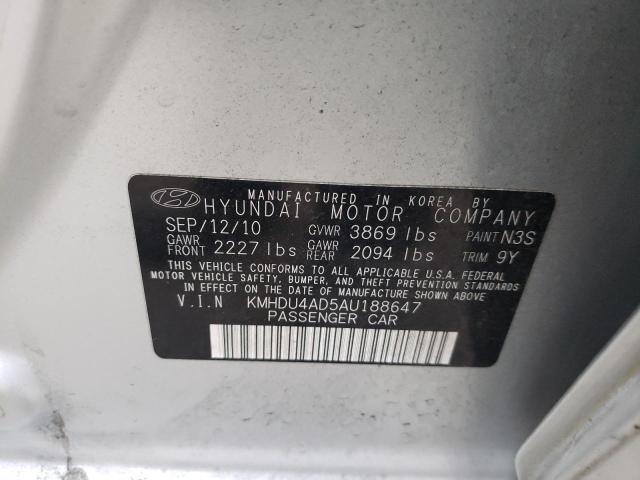 MANUFACTURED IN KOREA BY
HYUNDAI MOTOR COMPANY
SEP/12/10 GVWR 3869 lbs PAINT N3S
GAWR FRONT 2227 lbs GAWR REAR 2094 lbs TRIM 9Y
THIS VEHICLE CONFORMS TO ALL APPLICABLE U.S.A. FEDERAL
MOTOR VEHICLE SAFETY, BUMPER, AND THEFT PREVENTION STANDARDS
IN EFFECT ON THE DATE OF MANUFACTURE SHOWN ABOVE
V.I.N KMHDU4AD5AU188647
PASSENGER CAR